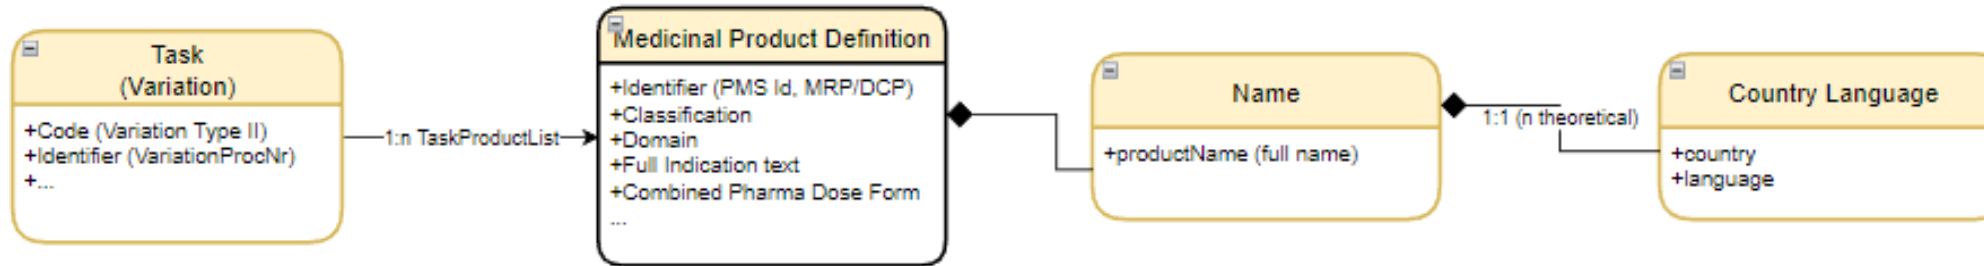 Task
(Variation)
+Code (Variation Type II)
+Identifier (VariationProcNr)
+...
1:n TaskProductList
Medicinal Product Definition
+Identifier (PMS Id, MRP/DCP)
+Classification
+Domain
+Full Indication text
+Combined Pharma Dose Form
...
Name
+productName (full name)
1:1 (n theoretical)
Country Language
+country
+language